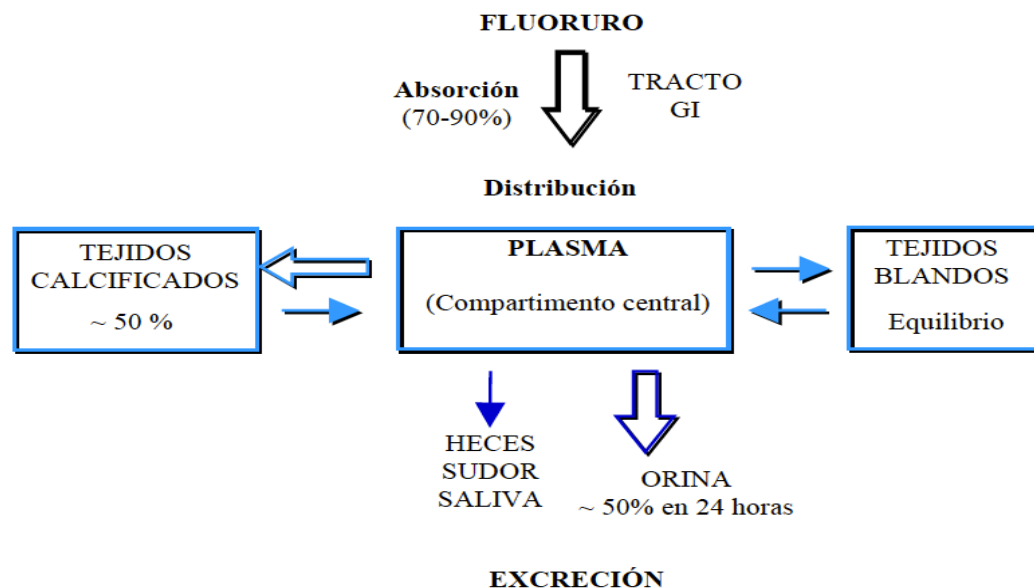 FLUORURO
Absorción
(70-90%)
TRACTO
GI
Distribución
TEJIDOS
CALCIFICADOS
~ 50 %
PLASMA
(Compartimento central)
TEJIDOS
BLANDOS
Equilibrio
HECES
SUDOR
SALIVA
ORINA
~ 50% en 24 horas
EXCRECIÓN